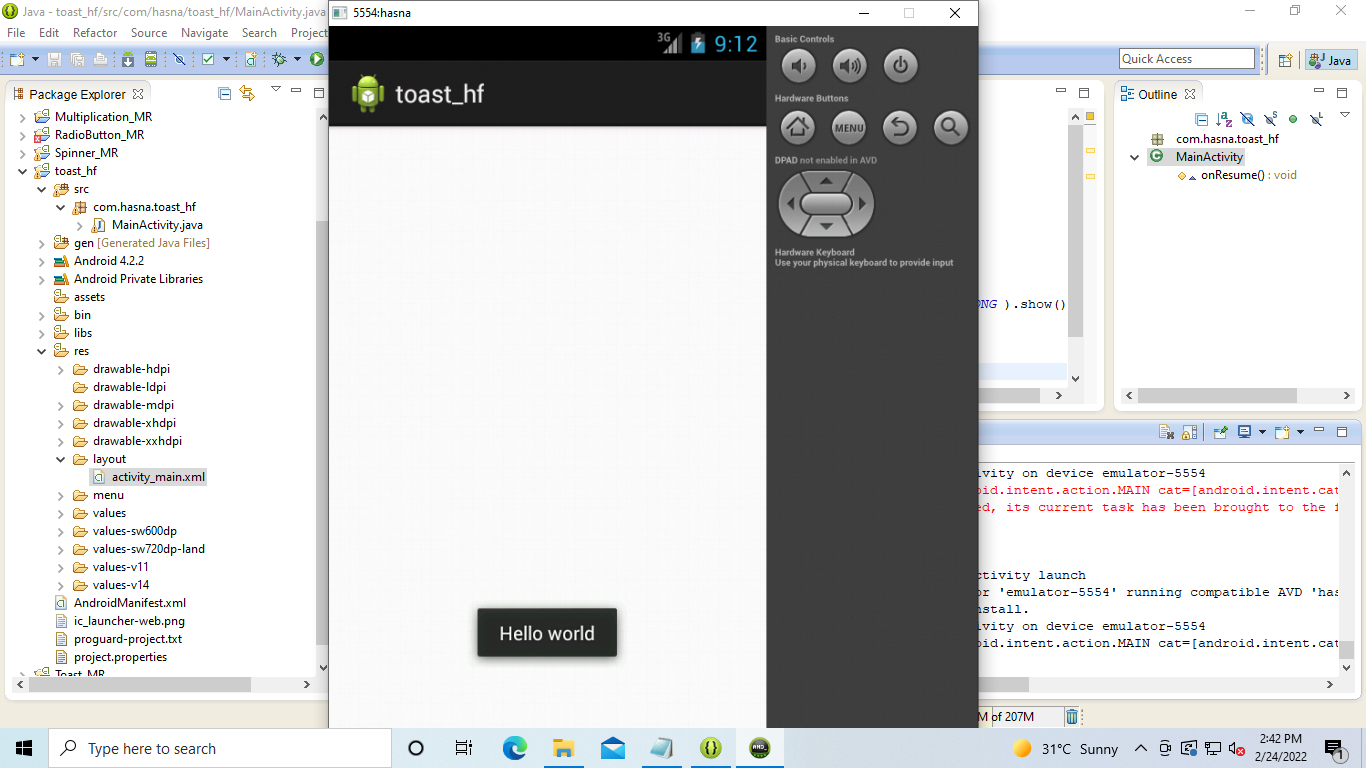 Java - toast_hf/src/com/hasna/toast_hf/MainActivity.java
File Edit Refactor Source Navigate Search Project
Quick Access
Java
Package Explorer
Multiplication_MR
RadioButton_MR
Spinner_MR
toast_hf
src
com.hasna.toast_hf
MainActivity.java
gen [Generated Java Files]
Android 4.2.2
Android Private Libraries
assets
bin
libs
res
drawable-hdpi
drawable-ldpi
drawable-mdpi
drawable-xhdpi
drawable-xxhdpi
layout
activity_main.xml
menu
values
values-sw600dp
values-sw720dp-land
values-v11
values-v14
AndroidManifest.xml
ic_launcher-web.png
proguard-project.txt
project.properties
Toast_MR
5554:hasna
3G 9:12
toast_hf
Hello world
Basic Controls
Hardware Buttons
MENU
DPAD not enabled in AVD
Hardware Keyboard
Use your physical keyboard to provide input
ONG ).show()
Outline
com.hasna.toast_hf
MainActivity
onResume() : void
ivity on device emulator-5554
oid.intent.action.MAIN cat=[android.intent.cat
ed, its current task has been brought to the f
ctivity launch
or 'emulator-5554' running compatible AVD 'has
nstall.
ivity on device emulator-5554
oid.intent.action.MAIN cat=[android.intent.cat
M of 207M
Type here to search
31°C Sunny
2:42 PM
2/24/2022
1